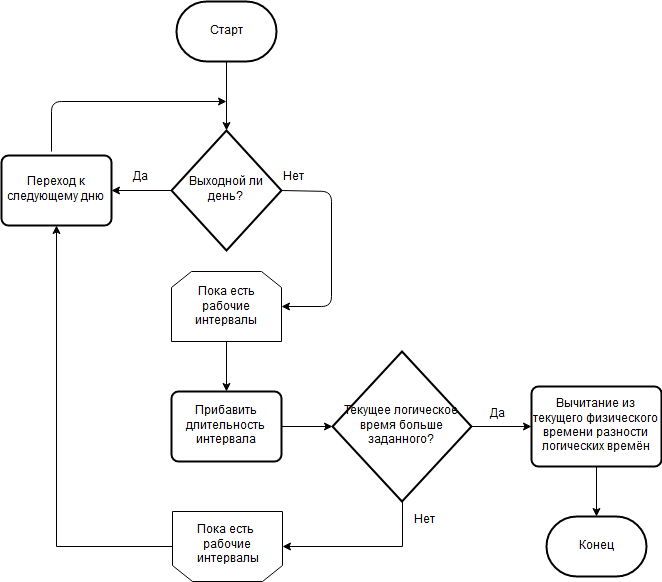 Старт
Выходной ли
день?
Да
Нет
Переход к
следующему дню
Пока есть
рабочие
интервалы
Прибавить
длительность
интервала
Текущее логическое
время больше
заданного?
Да
Вычитание из
текущего физического
времени разности
логических времён
Нет
Пока есть
рабочие
интервалы
Конец